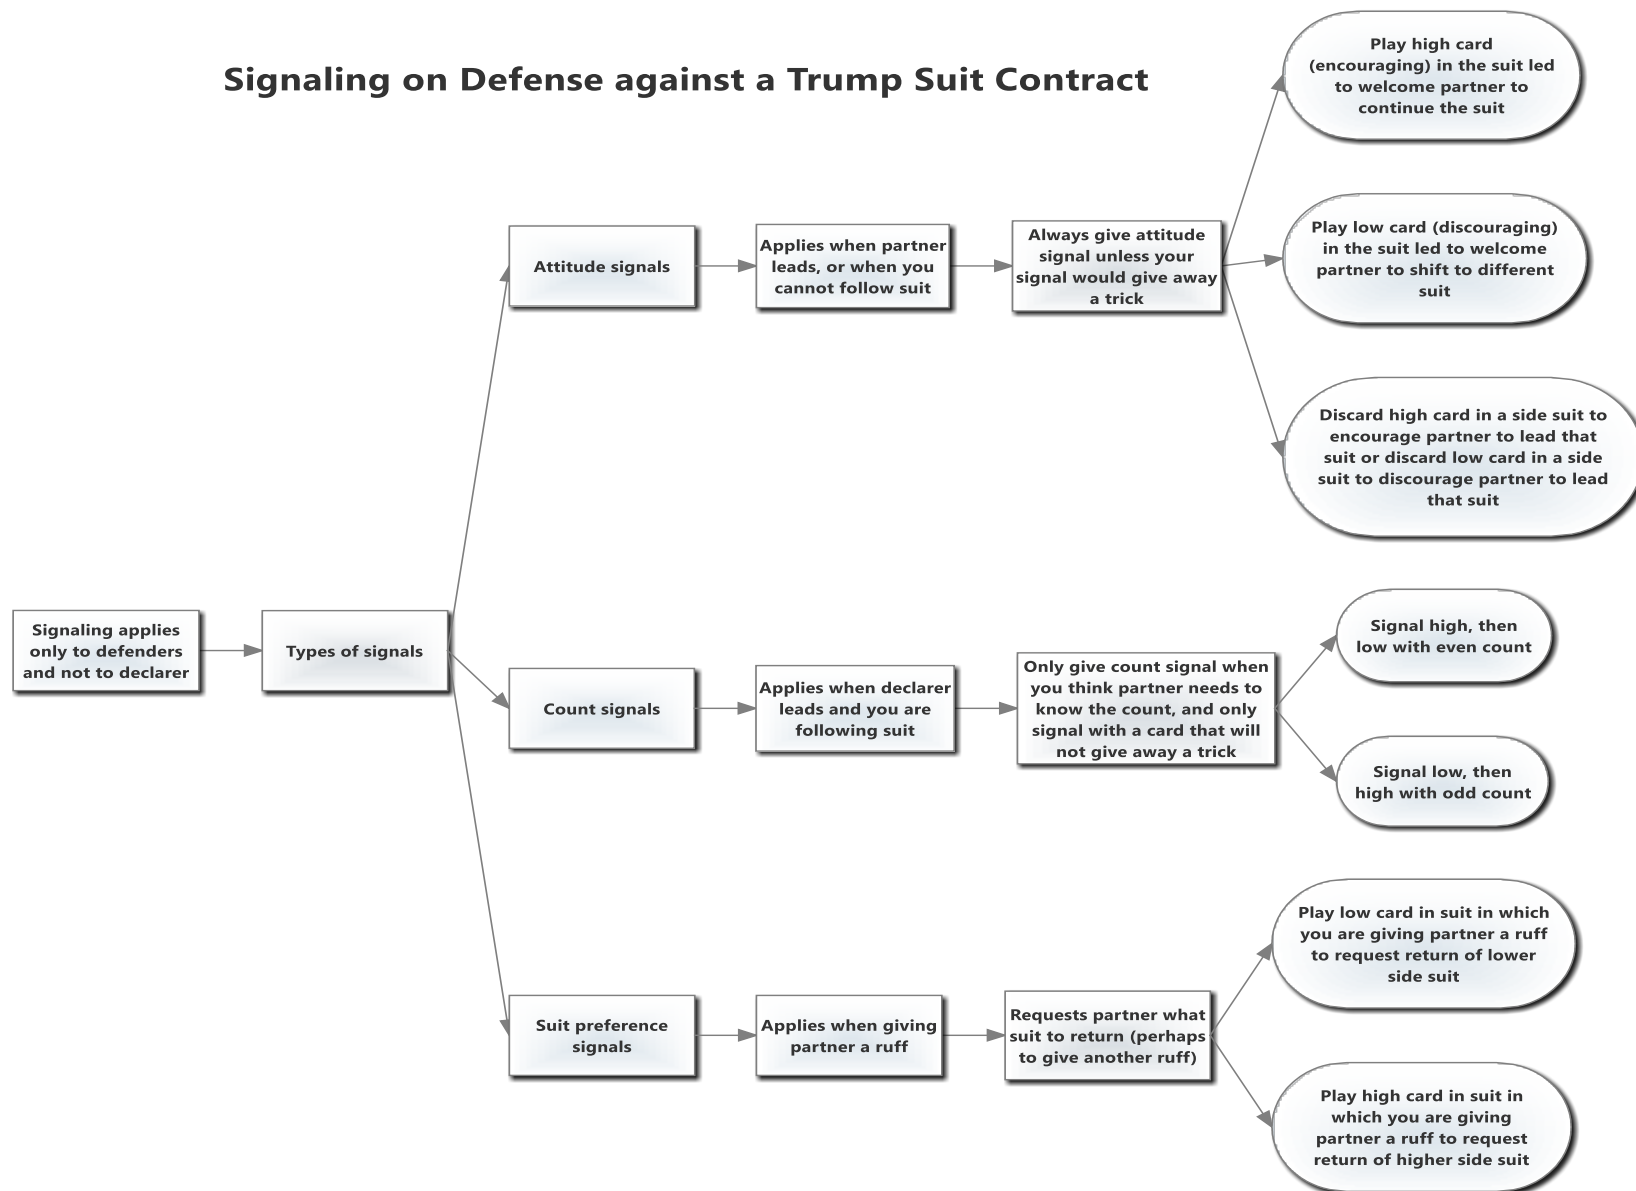 Signaling on Defense against a Trump Suit Contract
Signaling applies
only to defenders
and not to declarer
Types of signals
Attitude signals
Applies when partner
leads, or when you
cannot follow suit
Always give attitude
signal unless your
signal would give away
a trick
Play high card
(encouraging) in the suit led
to welcome partner to
continue the suit
Play low card (discouraging)
in the suit led to welcome
partner to shift to different
suit
Discard high card in a side suit to
encourage partner to lead that
suit or discard low card in a side
suit to discourage partner to lead
that suit
Count signals
Applies when declarer
leads and you are
following suit
Only give count signal when
you think partner needs to
know the count, and only
signal with a card that will
not give away a trick
Signal high, then
low with even count
Signal low, then
high with odd count
Suit preference
signals
Applies when giving
partner a ruff
Requests partner what
suit to return (perhaps
to give another ruff)
Play low card in suit in which
you are giving partner a ruff
to request return of lower
side suit
Play high card in suit in
which you are giving
partner a ruff to request
return of higher side suit